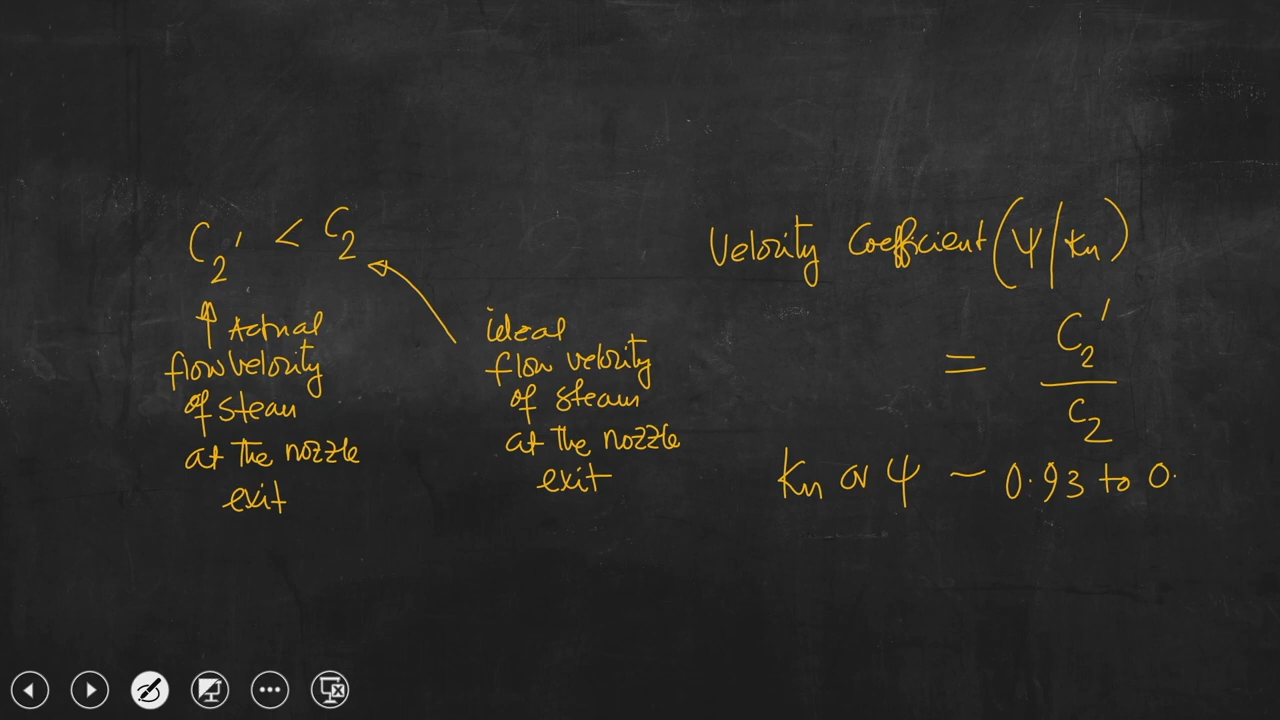 C₂' < C₂
Actual
flow velocity
of steam
at the nozzle
exit
ideal
flow velocity
of steam
at the nozzle
exit
Velocity Coefficient (ψ/kn)
= C₂'
C₂
kn or ψ ~ 0.93 to 0.